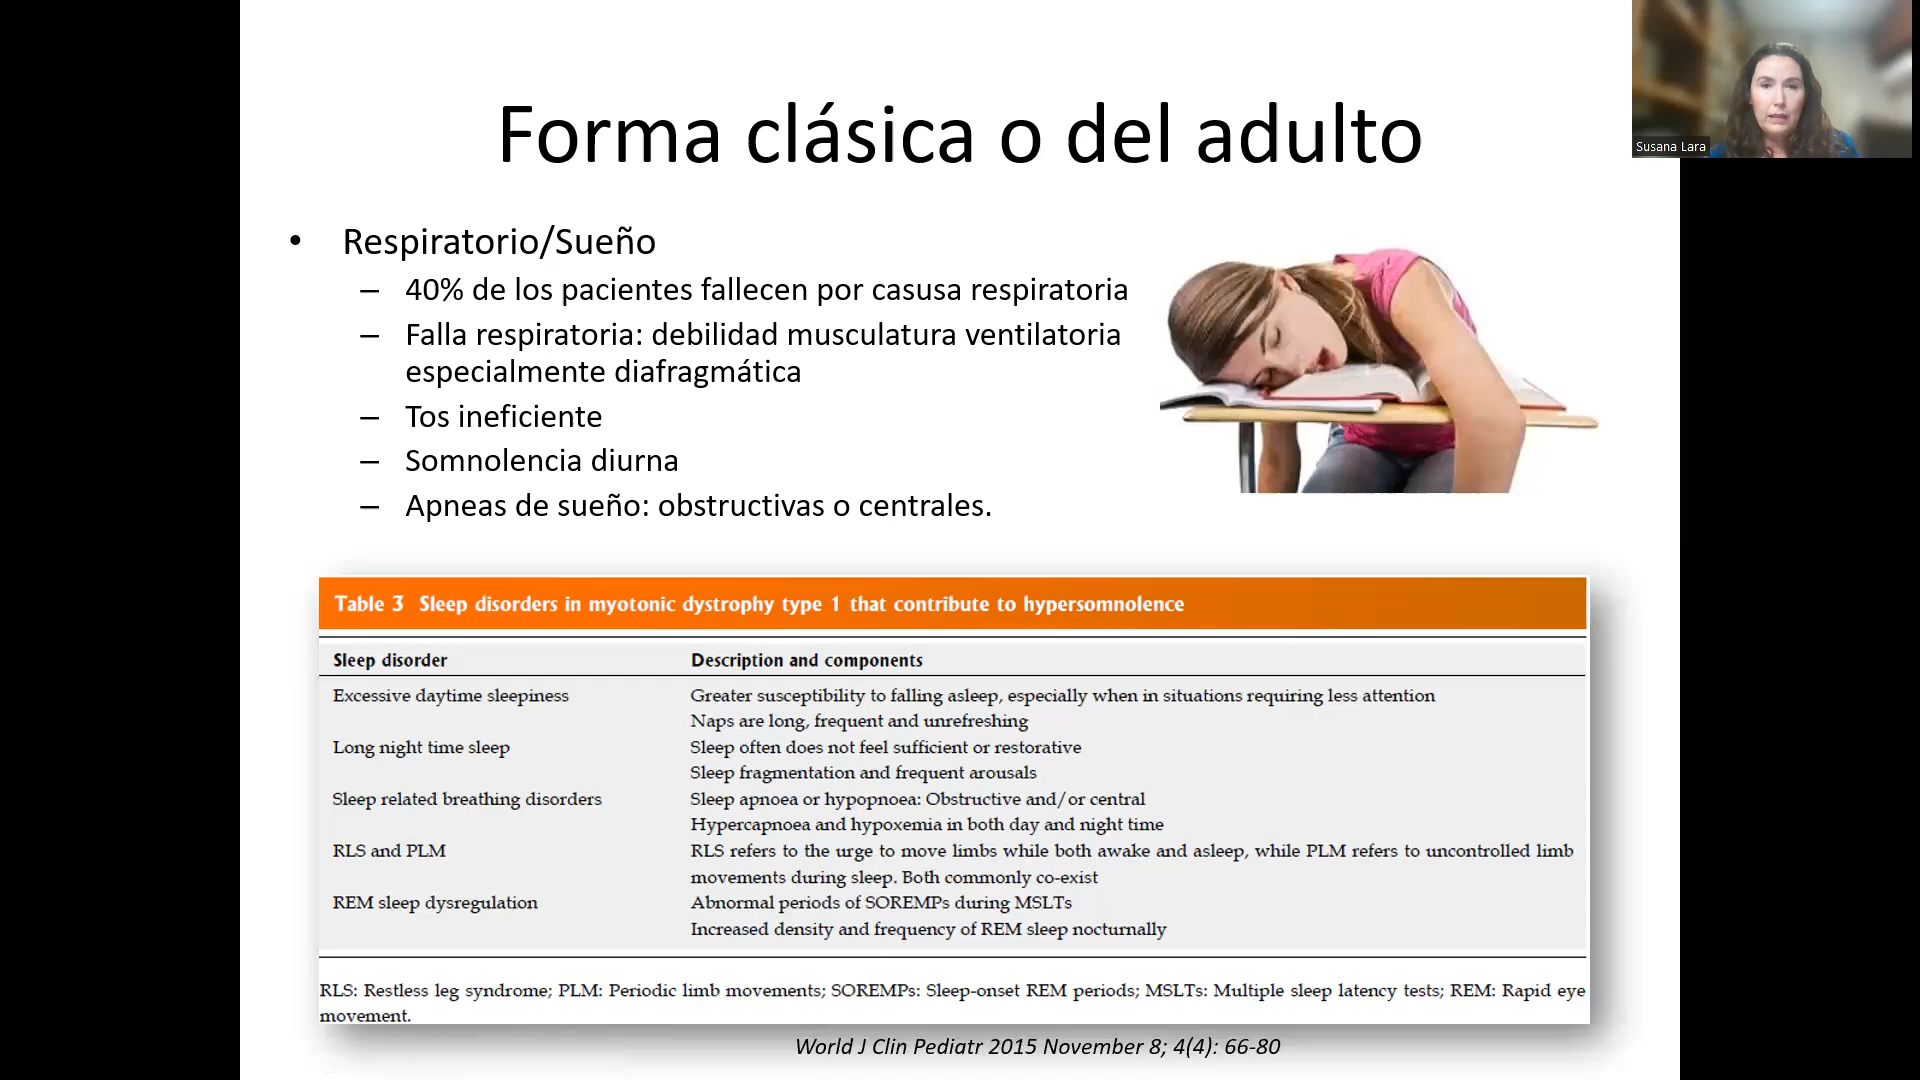 Forma clásica o del adulto
Susana Lara
• Respiratorio/Sueño
– 40% de los pacientes fallecen por casusa respiratoria
– Falla respiratoria: debilidad musculatura ventilatoria
especialmente diafragmática
– Tos ineficiente
– Somnolencia diurna
– Apneas de sueño: obstructivas o centrales.
Table 3 Sleep disorders in myotonic dystrophy type 1 that contribute to hypersomnolence
Sleep disorder Description and components
Excessive daytime sleepiness Greater susceptibility to falling asleep, especially when in situations requiring less attention
Naps are long, frequent and unrefreshing
Long night time sleep Sleep often does not feel sufficient or restorative
Sleep fragmentation and frequent arousals
Sleep related breathing disorders Sleep apnoea or hypopnoea: Obstructive and/or central
Hypercapnoea and hypoxemia in both day and night time
RLS and PLM RLS refers to the urge to move limbs while both awake and asleep, while PLM refers to uncontrolled limb
movements during sleep. Both commonly co-exist
REM sleep dysregulation Abnormal periods of SOREMPs during MSLTs
Increased density and frequency of REM sleep nocturnally
RLS: Restless leg syndrome; PLM: Periodic limb movements; SOREMPs: Sleep-onset REM periods; MSLTs: Multiple sleep latency tests; REM: Rapid eye
movement.
World J Clin Pediatr 2015 November 8; 4(4): 66-80